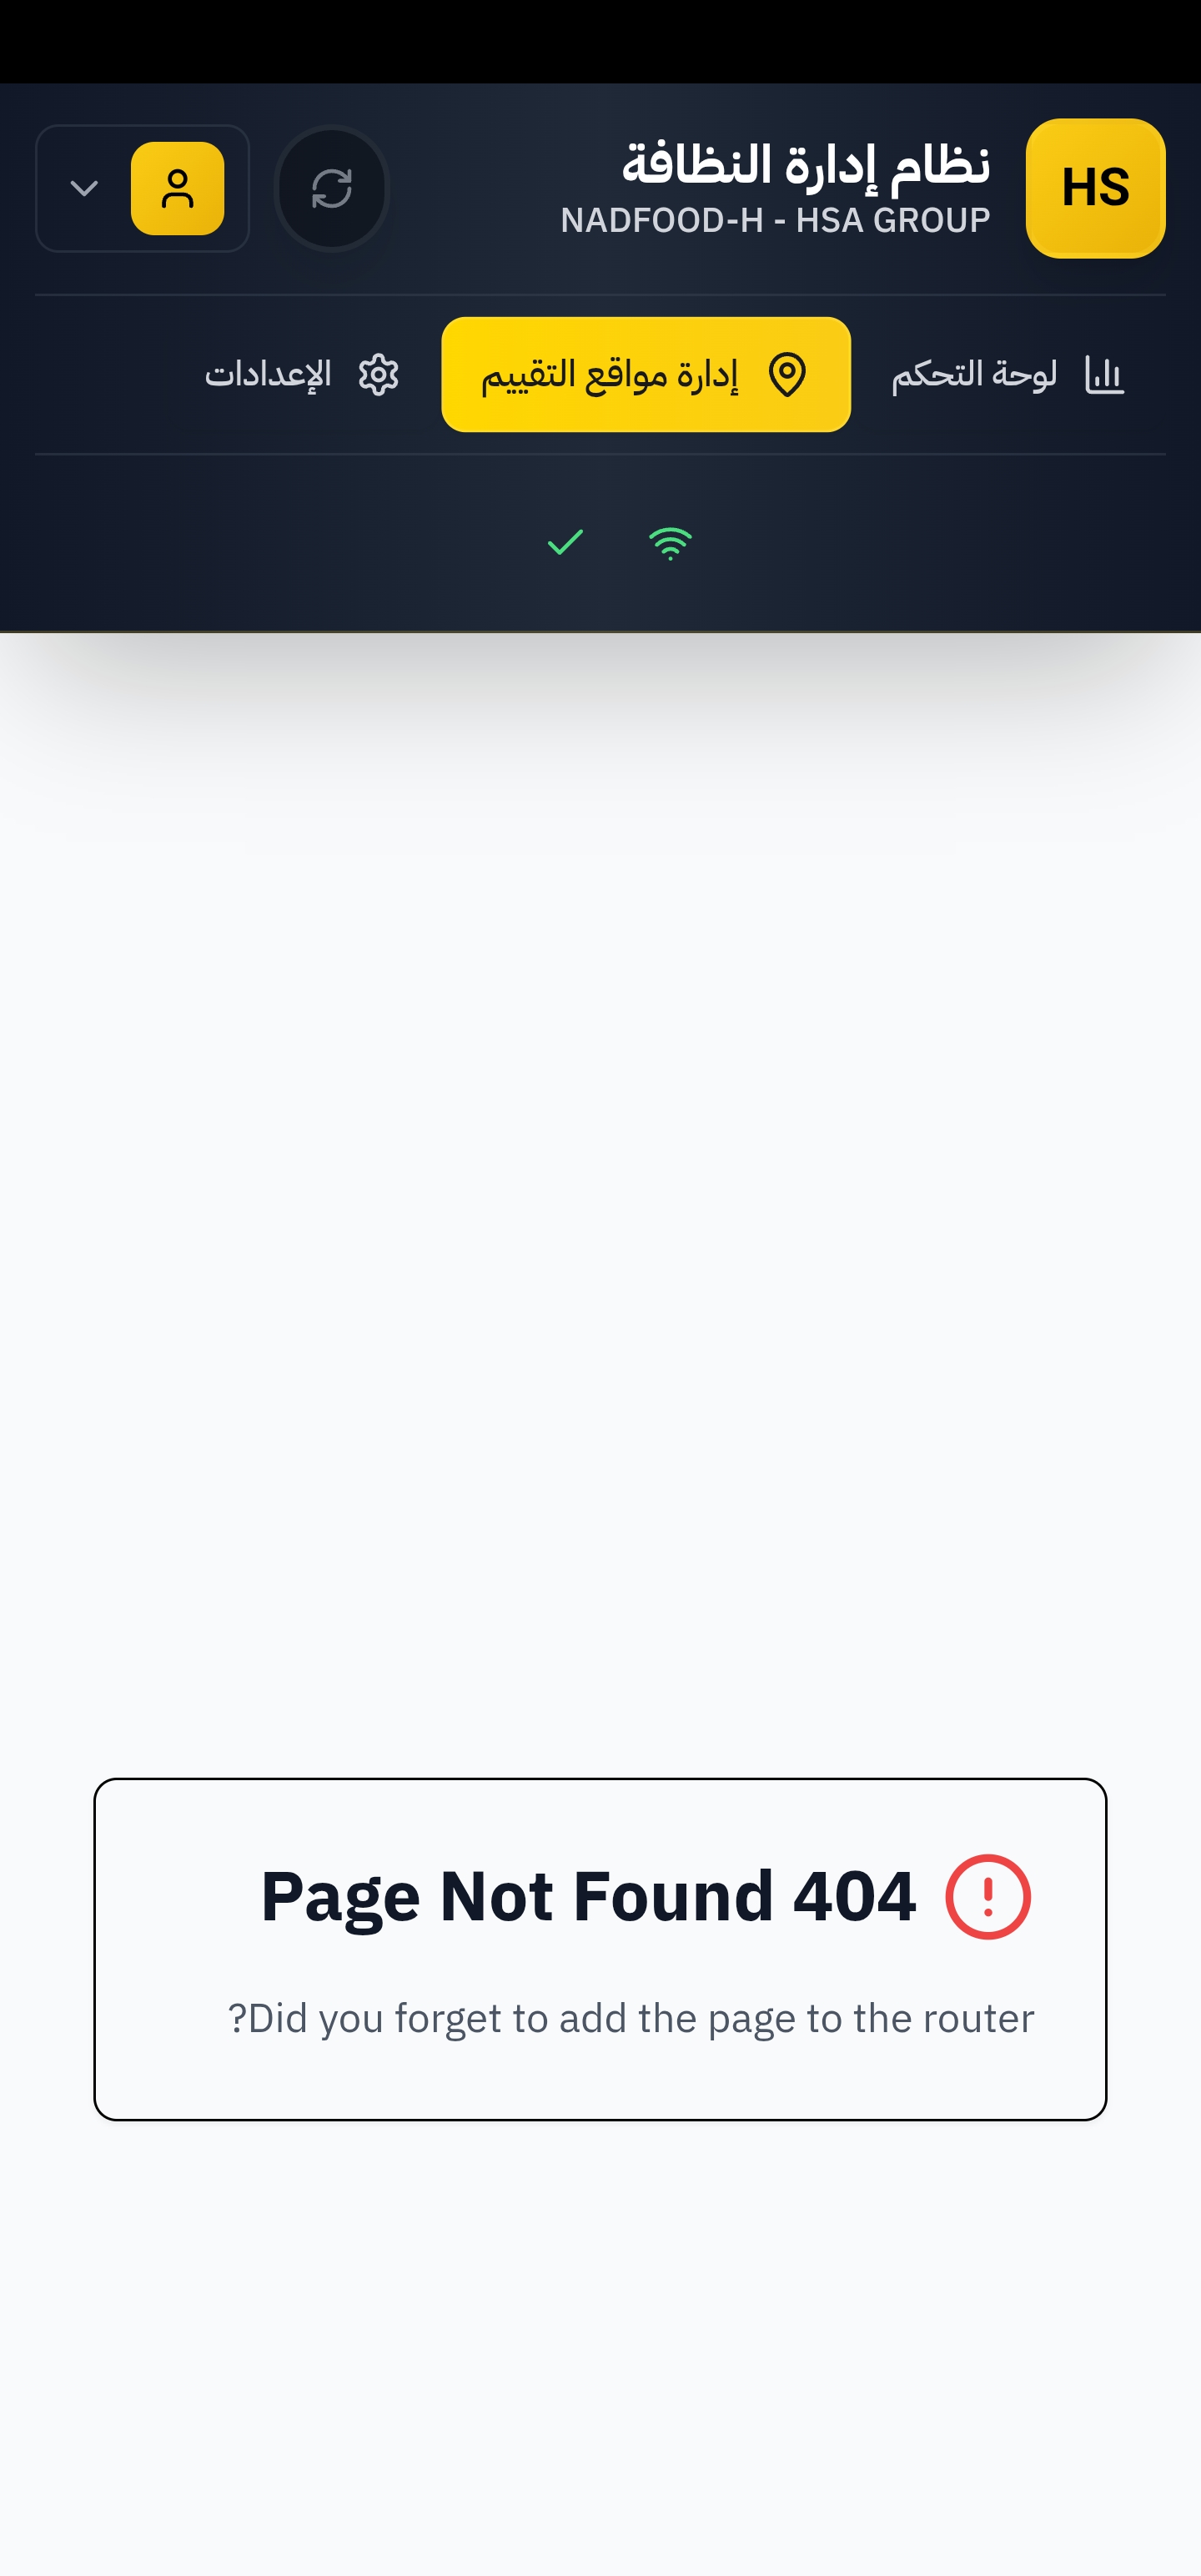 HS
نظام إدارة النظافة
NADFOOD-H - HSA GROUP
لوحة التحكم
إدارة مواقع التقييم
الإعدادات
404 Page Not Found
Did you forget to add the page to the router?